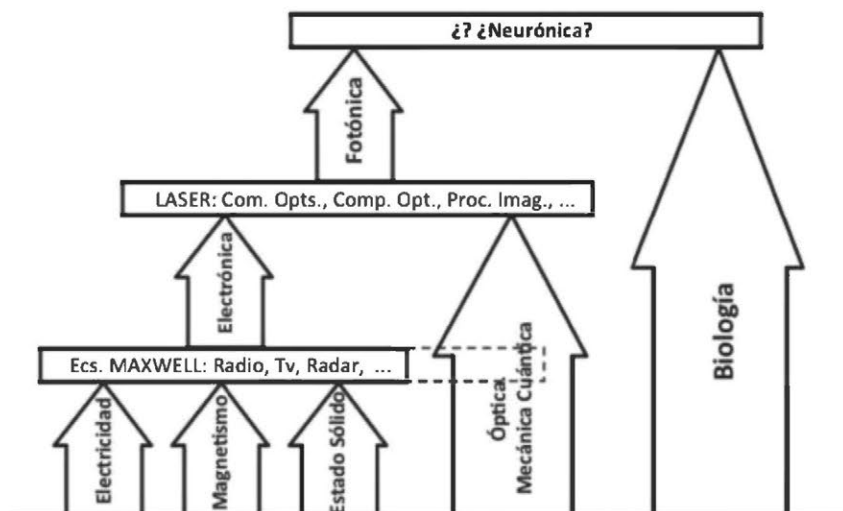 ¿? ¿Neurónica?
Fotónica
LASER: Com. Opts., Comp. Opt., Proc. Imag., ...
Electrónica
Ecs. MAXWELL: Radio, Tv, Radar, ...
Electricidad
Magnetismo
Estado Sólido
Óptica
Mecánica Cuántica
Biología